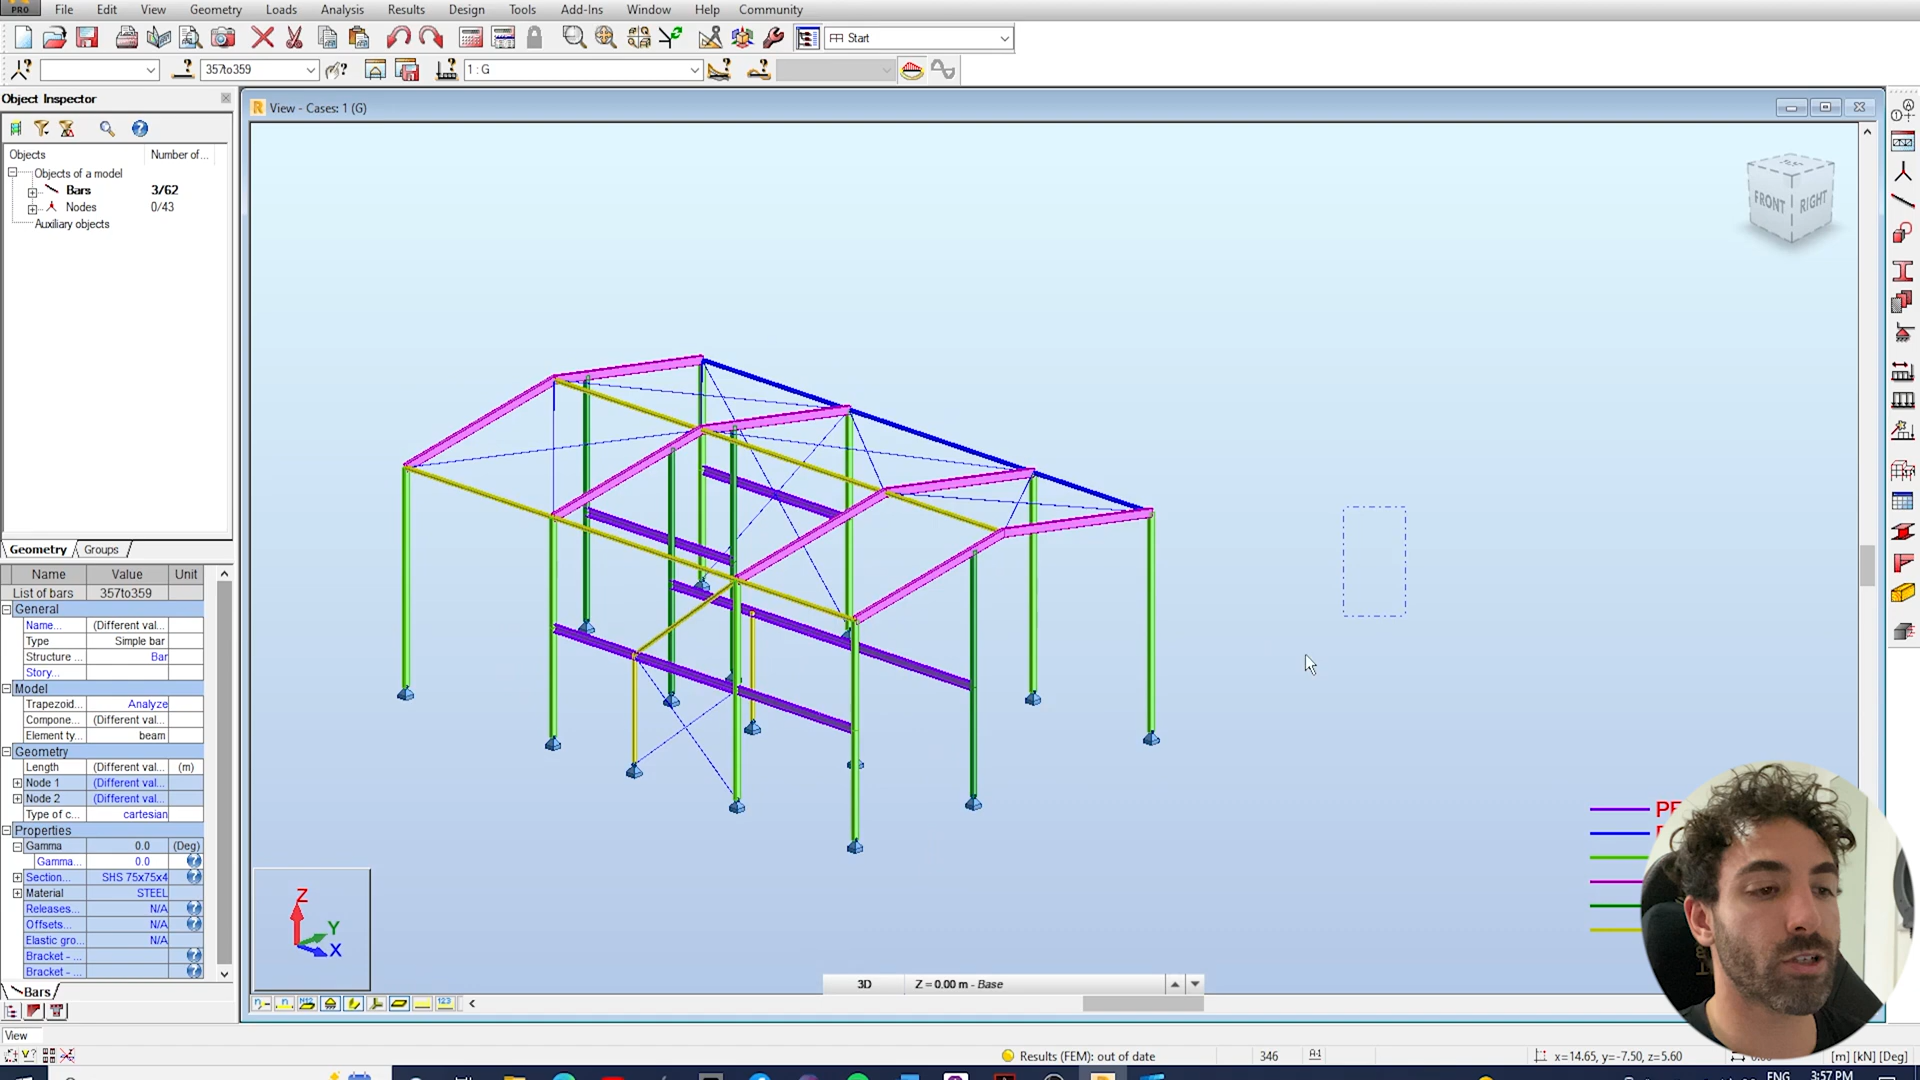 PRO File Edit View Geometry Loads Analysis Results Design Tools Add-Ins Window Help Community
Start
357to359 1 : G
Object Inspector
View - Cases: 1 (G)
Objects Number of...
Objects of a model
Bars 3/62
Nodes 0/43
Auxiliary objects
TOP
FRONT RIGHT
Geometry Groups
Name Value Unit
List of bars 357to359
General
Name... (Different val...
Type Simple bar
Structure ... Bar
Story...
Model
Trapezoid... Analyze
Compone... (Different val...
Element ty... beam
Geometry
Length (Different val... (m)
Node 1 (Different val...
Node 2 (Different val...
Type of c... cartesian
Properties
Gamma 0.0 (Deg)
Gamma... 0.0
Section... SHS 75x75x4
Material STEEL
Releases... N/A
Offsets... N/A
Elastic gro... N/A
Bracket - ...
Bracket - ...
Bars
Z
Y
X
3D Z = 0.00 m - Base
View
Results (FEM): out of date 346 x=14.65, y=-7.50, z=5.60 [m] [kN] [Deg]
ENG 3:57 PM